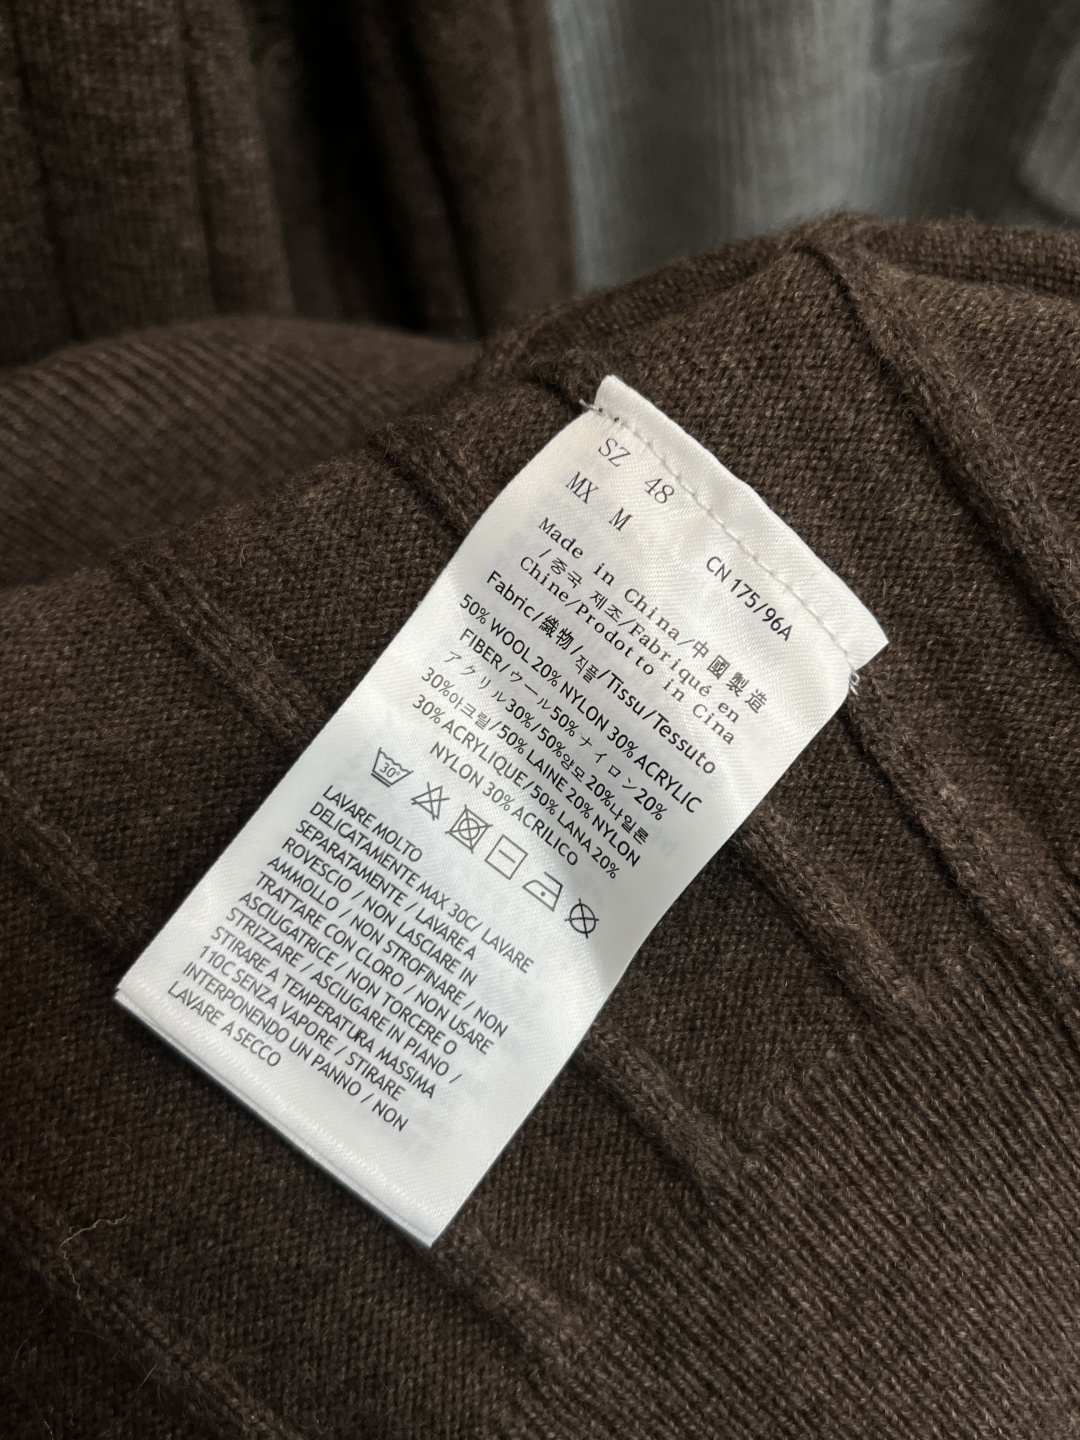 SZ 48
MX M
CN 175/96A
Made in China/中國製造
/중국 제조/Fabriqué en
Chine/Prodotto in Cina
Fabric/織物/직물/Tissu/Tessuto
50% WOOL 20% NYLON 30% ACRYLIC
FIBER/ウール50% ナイロン20%
アクリル30%/50%양모 20%나일론
30%아크릴/50% LAINE 20% NYLON
30% ACRYLIQUE/50% LANA 20%
NYLON 30% ACRILICO
30°
LAVARE MOLTO
DELICATAMENTE MAX 30C/ LAVARE
SEPARATAMENTE / LAVARE A
ROVESCIO / NON LASCIARE IN
AMMOLLO / NON STROFINARE / NON
TRATTARE CON CLORO / NON USARE
ASCIUGATRICE / NON TORCERE O
STRIZZARE / ASCIUGARE IN PIANO /
STIRARE A TEMPERATURA MASSIMA
110C SENZA VAPORE / STIRARE
INTERPONENDO UN PANNO / NON
LAVARE A SECCO